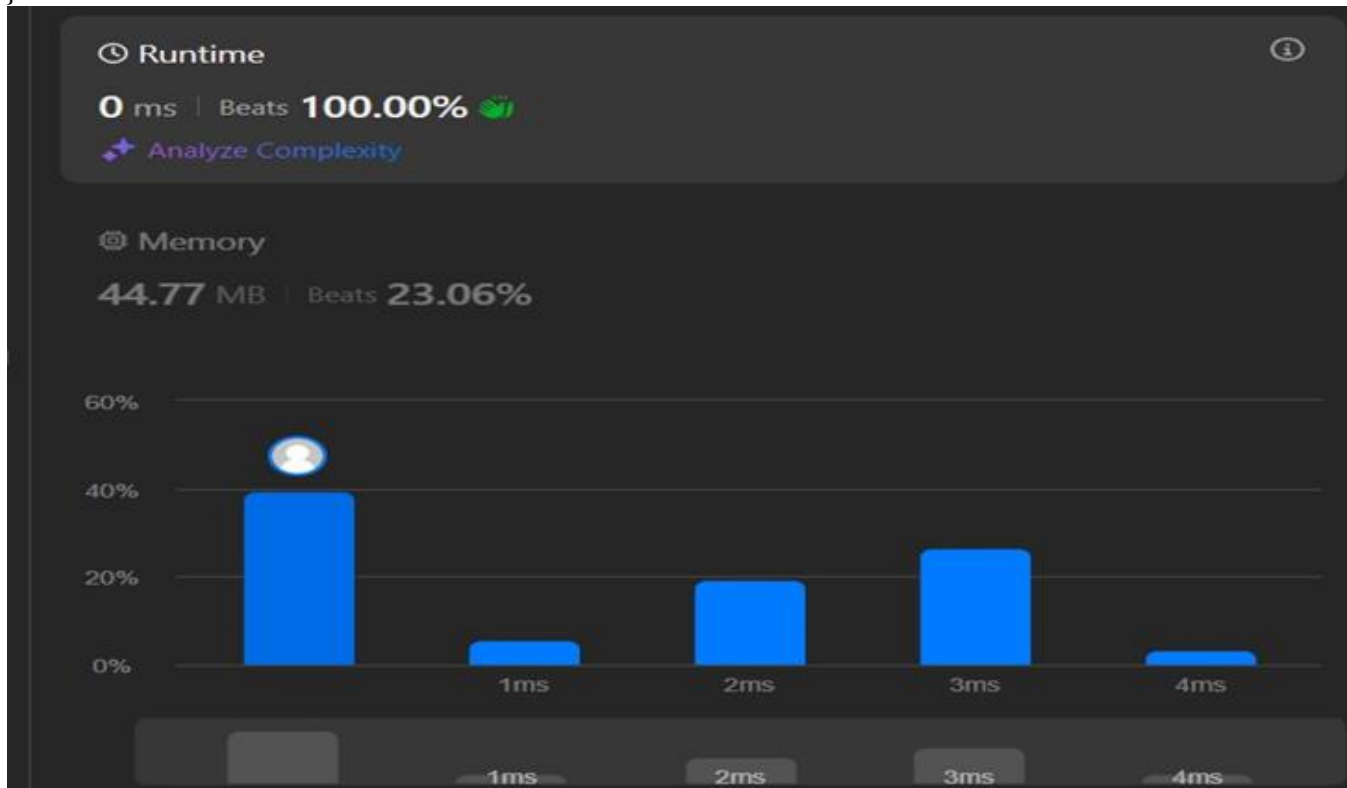 Runtime
0 ms | Beats 100.00%
Analyze Complexity
Memory
44.77 MB | Beats 23.06%
60%
40%
20%
0%
1ms 2ms 3ms 4ms
1ms 2ms 3ms 4ms